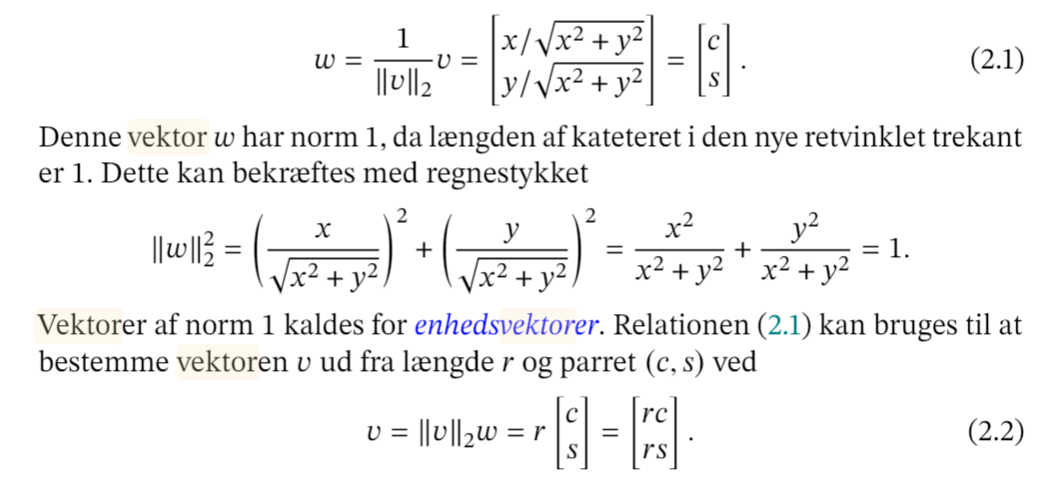 w = \frac{1}{\|v\|_2} v = \begin{bmatrix} x/\sqrt{x^2 + y^2} \\ y/\sqrt{x^2 + y^2} \end{bmatrix} = \begin{bmatrix} c \\ s \end{bmatrix} . (2.1)
Denne vektor w har norm 1, da længden af kateteret i den nye retvinklet trekant
er 1. Dette kan bekræftes med regnestykket
\|w\|_2^2 = \left( \frac{x}{\sqrt{x^2 + y^2}} \right)^2 + \left( \frac{y}{\sqrt{x^2 + y^2}} \right)^2 = \frac{x^2}{x^2 + y^2} + \frac{y^2}{x^2 + y^2} = 1.
Vektorer af norm 1 kaldes for enhedsvektorer. Relationen (2.1) kan bruges til at
bestemme vektoren v ud fra længde r og parret (c, s) ved
v = \|v\|_2 w = r \begin{bmatrix} c \\ s \end{bmatrix} = \begin{bmatrix} rc \\ rs \end{bmatrix} . (2.2)